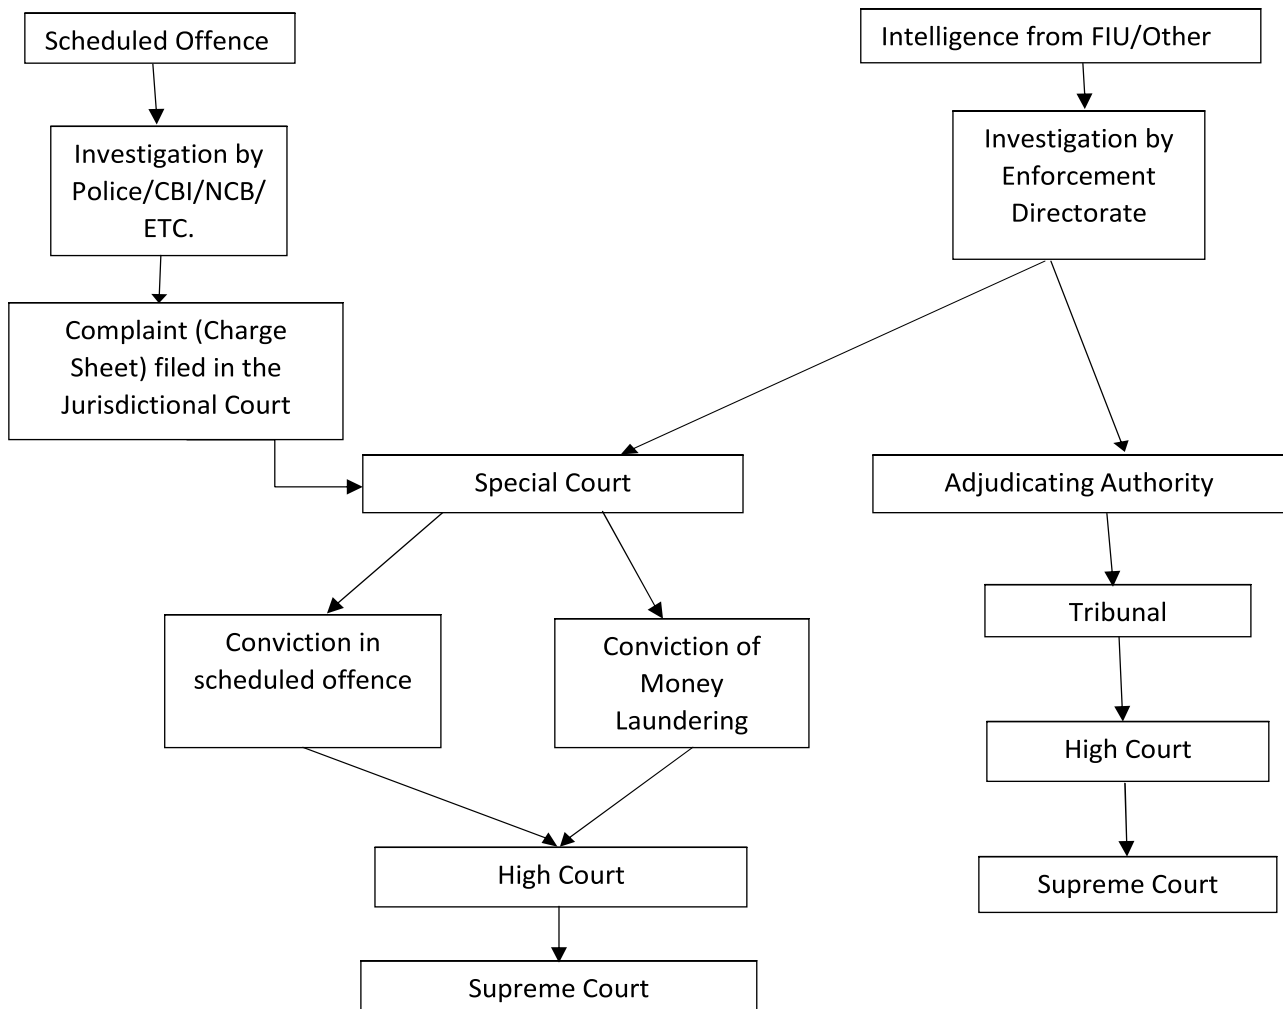 Scheduled Offence
Intelligence from FIU/Other
Investigation by
Police/CBI/NCB/
ETC.
Investigation by
Enforcement
Directorate
Complaint (Charge
Sheet) filed in the
Jurisdictional Court
Special Court
Adjudicating Authority
Conviction in
scheduled offence
Conviction of
Money
Laundering
Tribunal
High Court
High Court
Supreme Court
Supreme Court